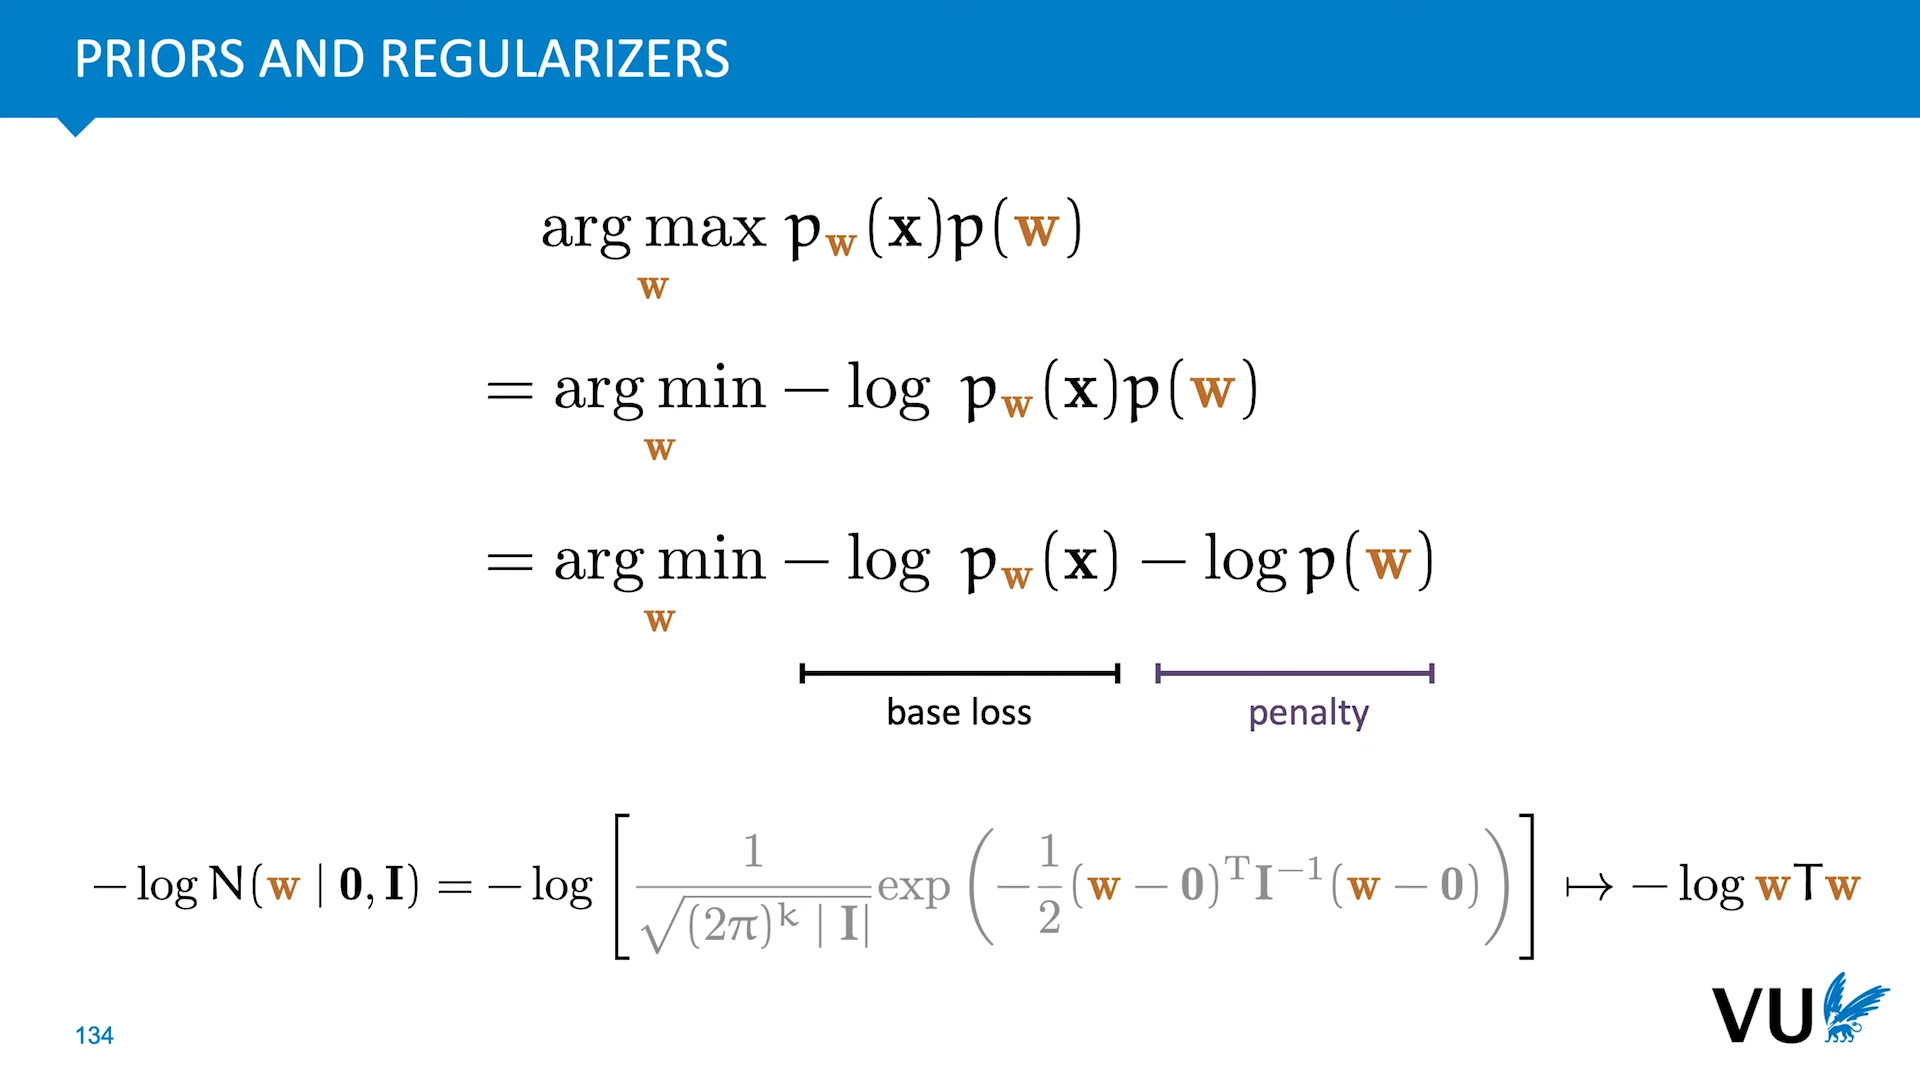 PRIORS AND REGULARIZERS
arg max p_w(x)p(w)
w
= arg min − log p_w(x)p(w)
w
= arg min − log p_w(x) − log p(w)
w
base loss penalty
− log N(w | 0, I) = − log [ 1/√((2π)^k | I|) exp ( −1/2 (w − 0)^T I^−1 (w − 0) ) ] ↦ − log wTw
VU
134